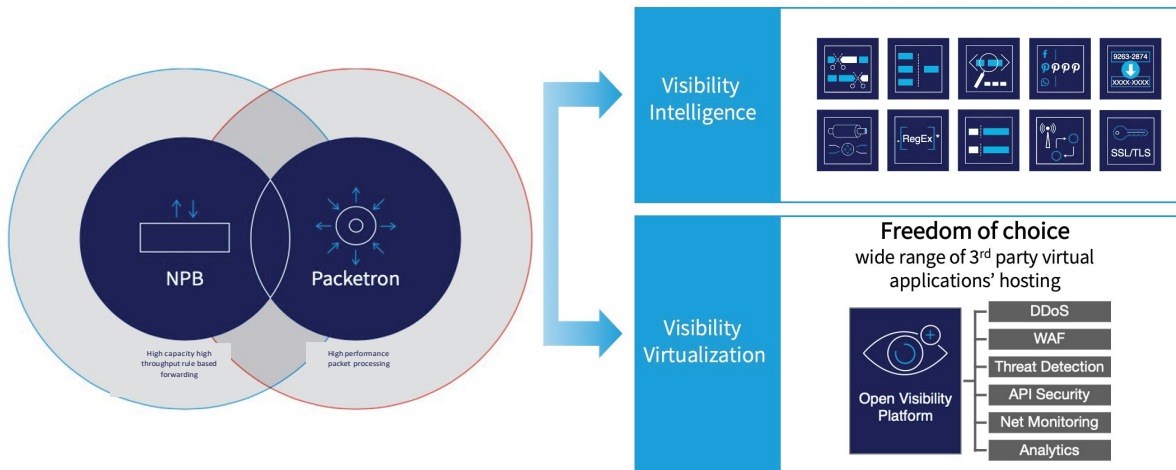 NPB
High capacity high
throughput rule based
forwarding
Packetron
High performance
packet processing
Visibility
Intelligence
9263-2874
XXXX-XXXX
.[RegEx]*
SSL/TLS
Visibility
Virtualization
Freedom of choice
wide range of 3rd party virtual
applications’ hosting
Open Visibility
Platform
DDoS
WAF
Threat Detection
API Security
Net Monitoring
Analytics